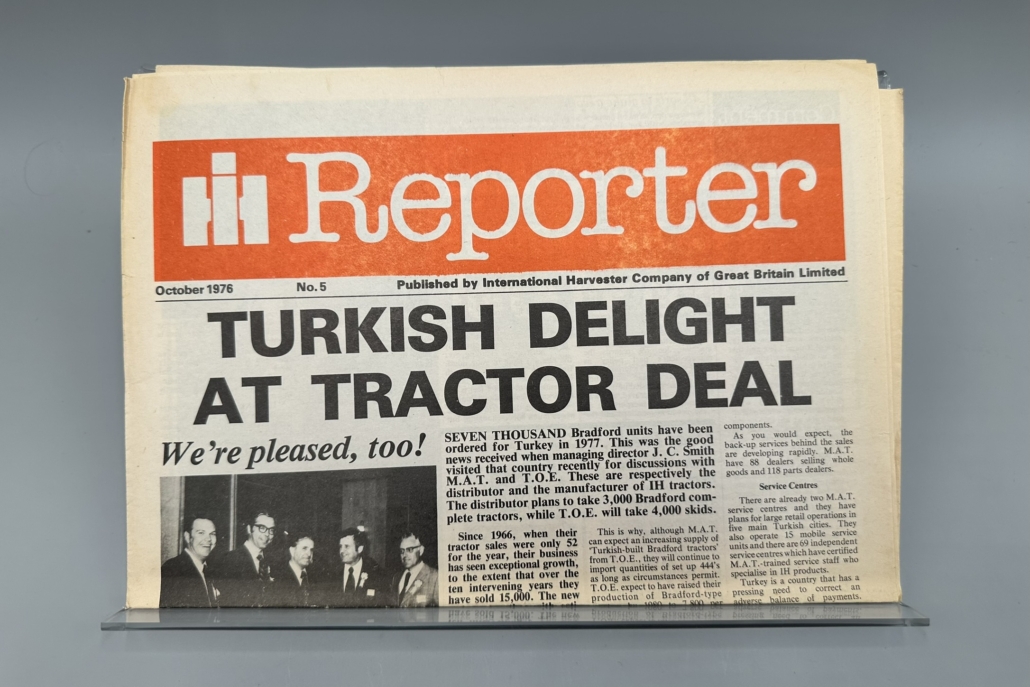 IH Reporter
October 1976 No. 5 Published by International Harvester Company of Great Britain Limited
TURKISH DELIGHT
AT TRACTOR DEAL
We're pleased, too!
SEVEN THOUSAND Bradford units have been
ordered for Turkey in 1977. This was the good
news received when managing director J. C. Smith
visited that country recently for discussions with
M.A.T. and T.O.E. These are respectively the
distributor and the manufacturer of IH tractors.
The distributor plans to take 3,000 Bradford com-
plete tractors, while T.O.E. will take 4,000 skids.
Since 1966, when their
tractor sales were only 52
for the year, their business
has seen exceptional growth,
to the extent that over the
ten intervening years they
have sold 15,000. The new
This is why, although M.A.T.
can expect an increasing supply of
'Turkish-built Bradford tractors'
from T.O.E., they will continue to
import quantities of set up 444's
as long as circumstances permit.
T.O.E. expect to have raised their
production of Bradford-type
1980 to 7,800 per
components.
As you would expect, the
back-up services behind the sales
are developing rapidly. M.A.T.
have 88 dealers selling whole
goods and 118 parts dealers.
Service Centres
There are already two M.A.T.
service centres and they have
plans for large retail operations in
five main Turkish cities. They
also operate 15 mobile service
units and there are 69 independent
service centres which have certified
M.A.T.-trained service staff who
specialise in IH products.
Turkey is a country that has a
pressing need to correct an
adverse balance of payments.